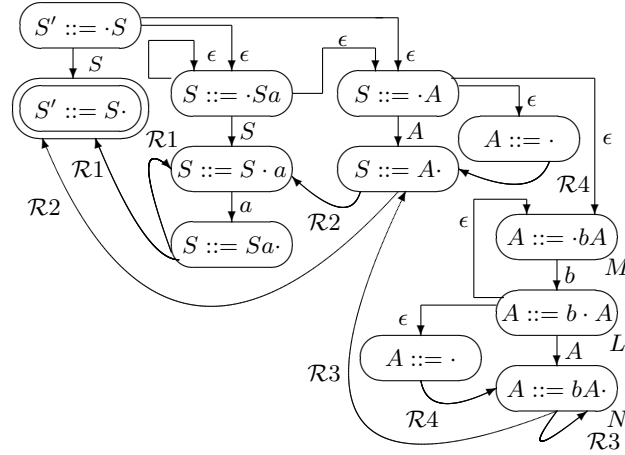 S′ ::= ·S
S
ϵ
ϵ
ϵ
ϵ
S′ ::= S·
S ::= ·Sa
S ::= ·A
ϵ
ϵ
S
A
A ::= ·
R1
R1
S ::= S · a
S ::= A·
R4
R2
R2
a
ϵ
S ::= Sa·
A ::= ·bA
M
b
A ::= b · A
L
ϵ
A ::= ·
A
R3
A ::= bA·
R4
N
R3